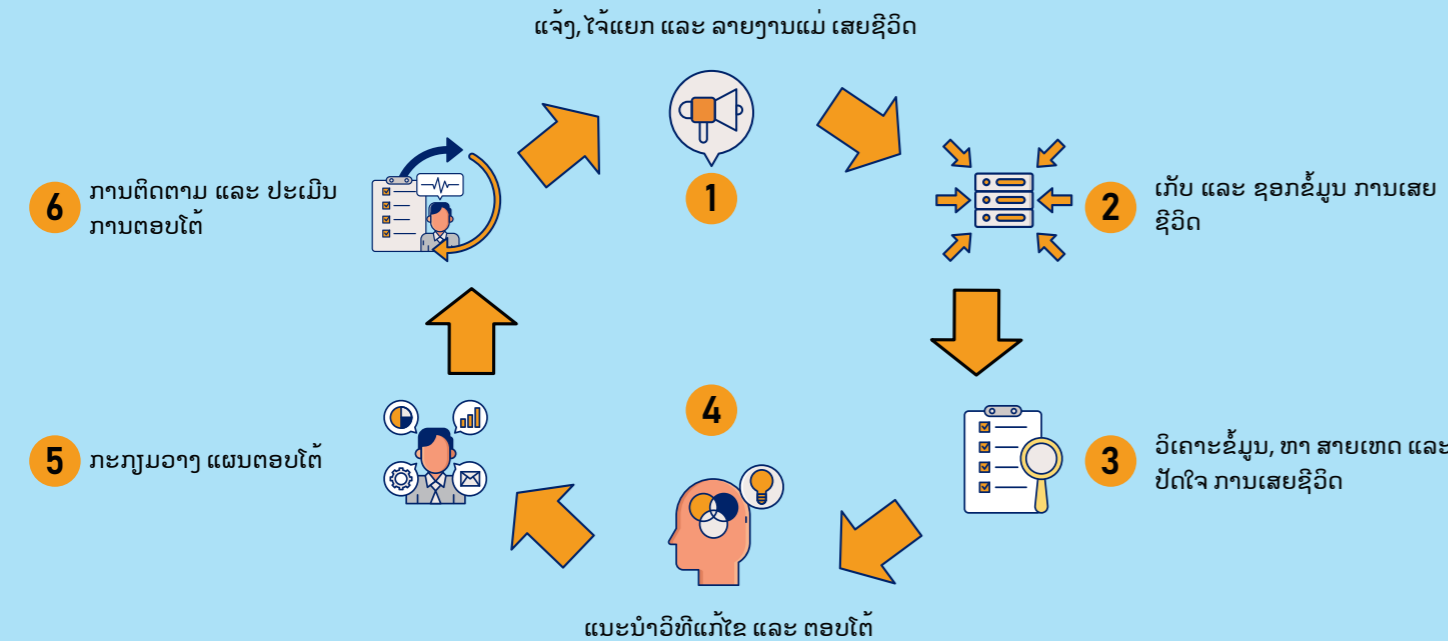 ແຈ້ງ, ໄຈ້ແຍກ ແລະ ລາຍງານແມ່ ເສຍຊີວິດ
1
2
ເກັບ ແລະ ຊອກຂໍ້ມູນ ການເສຍ
ຊີວິດ
3
ວິເຄາະຂໍ້ມູນ, ຫາ ສາຍເຫດ ແລະ
ປັດໃຈ ການເສຍຊີວິດ
4
ແນະນຳວິທີແກ້ໄຂ ແລະ ຕອບໂຕ້
5
ກະກຽມວາງ ແຜນຕອບໂຕ້
6
ການຕິດຕາມ ແລະ ປະເມີນ
ການຕອບໂຕ້